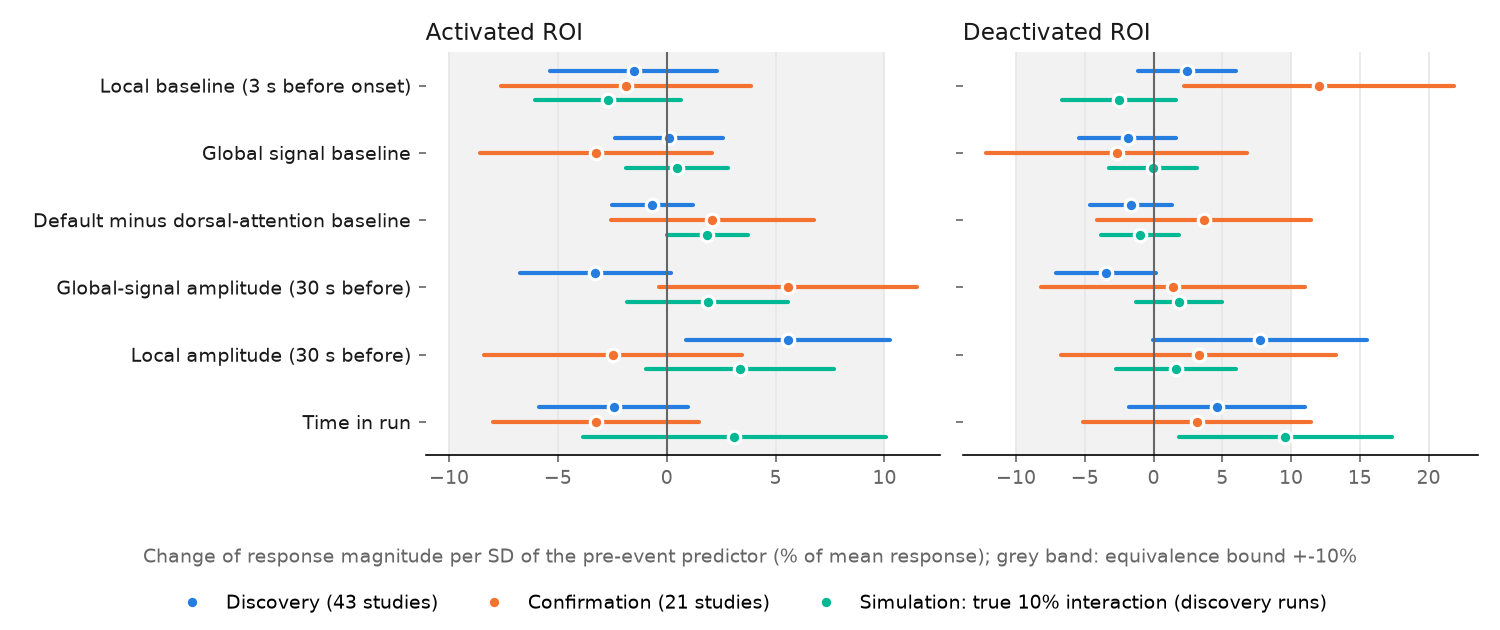 Activated ROI
Deactivated ROI
Local baseline (3 s before onset)
Global signal baseline
Default minus dorsal-attention baseline
Global-signal amplitude (30 s before)
Local amplitude (30 s before)
Time in run
−10 −5 0 5 10
−10 −5 0 5 10 15 20
Change of response magnitude per SD of the pre-event predictor (% of mean response); grey band: equivalence bound +-10%
Discovery (43 studies) Confirmation (21 studies) Simulation: true 10% interaction (discovery runs)